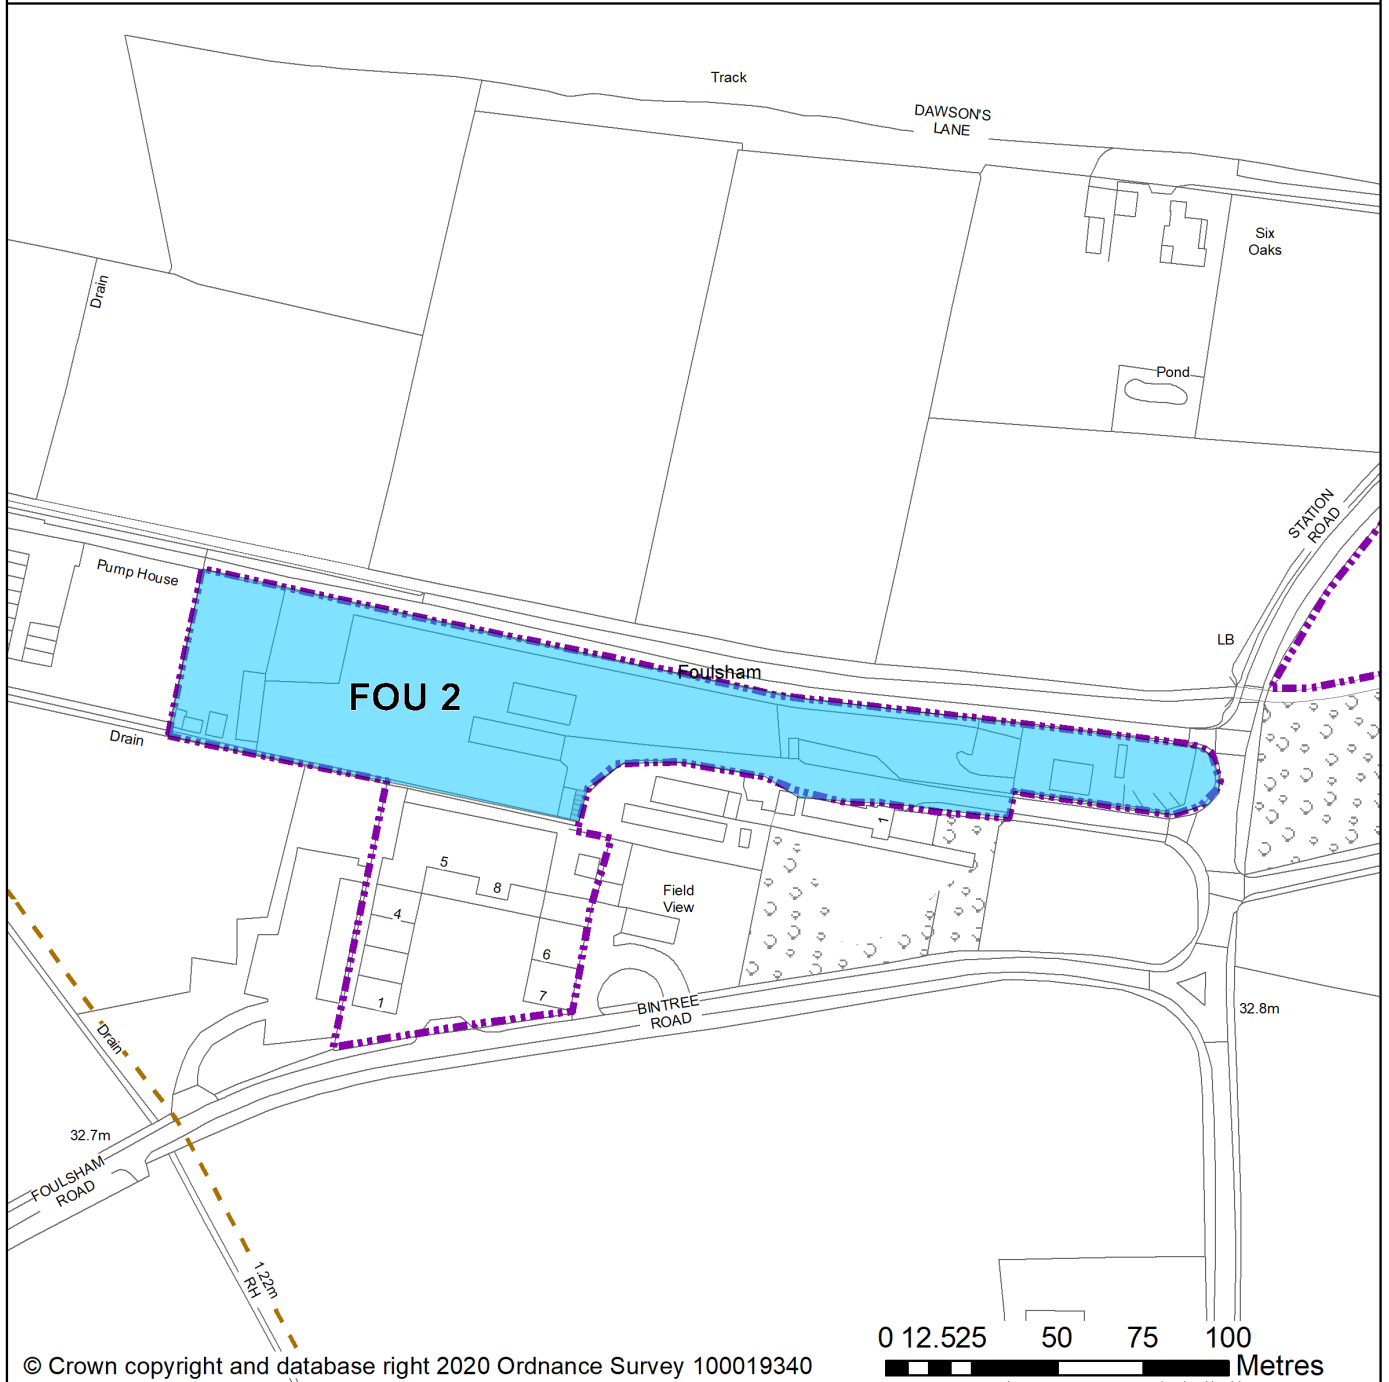 Track
DAWSON'S
LANE
Six
Oaks
Drain
Pond
STATION
ROAD
Pump House
LB
Foulsham
FOU 2
Drain
1
5
8
Field
View
4
6
7
1
BINTREE
ROAD
32.8m
Drain
32.7m
FOULSHAM
ROAD
1.22m
RH
0 12.525 50 75 100
Metres
© Crown copyright and database right 2020 Ordnance Survey 100019340